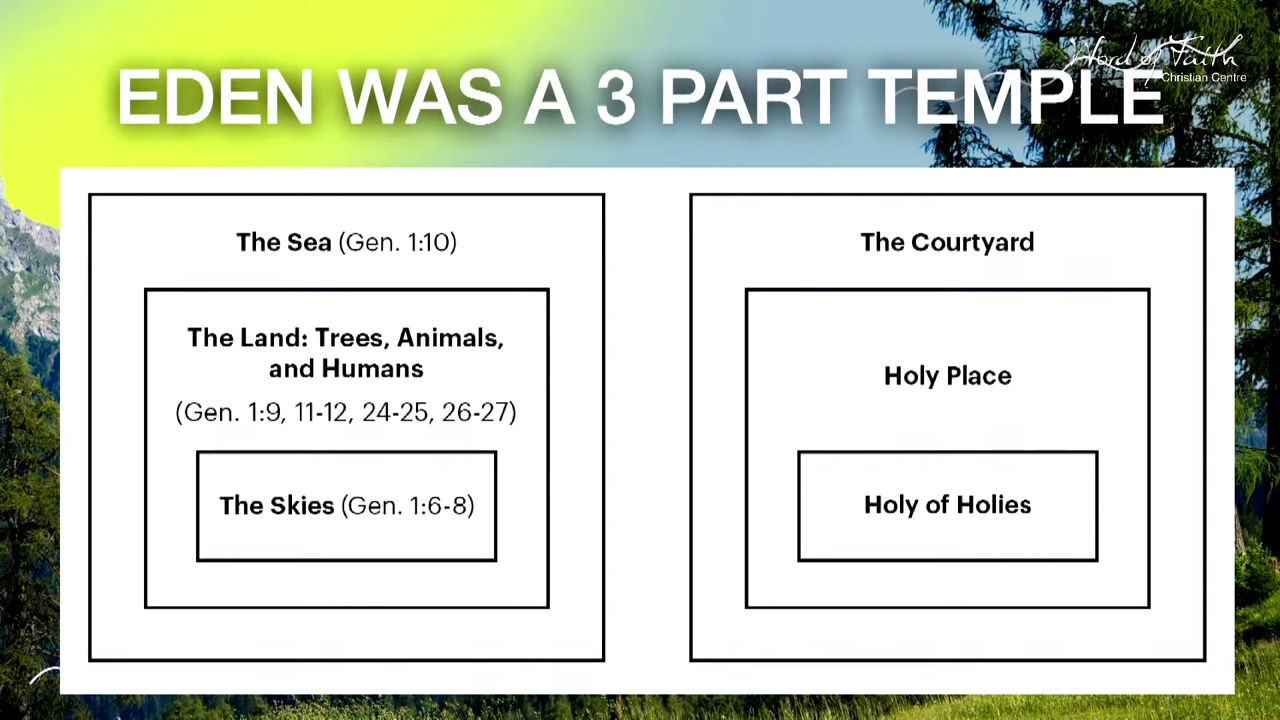 Word of Faith
Christian Centre
EDEN WAS A 3 PART TEMPLE
The Sea (Gen. 1:10)
The Land: Trees, Animals,
and Humans
(Gen. 1:9, 11-12, 24-25, 26-27)
The Skies (Gen. 1:6-8)
The Courtyard
Holy Place
Holy of Holies